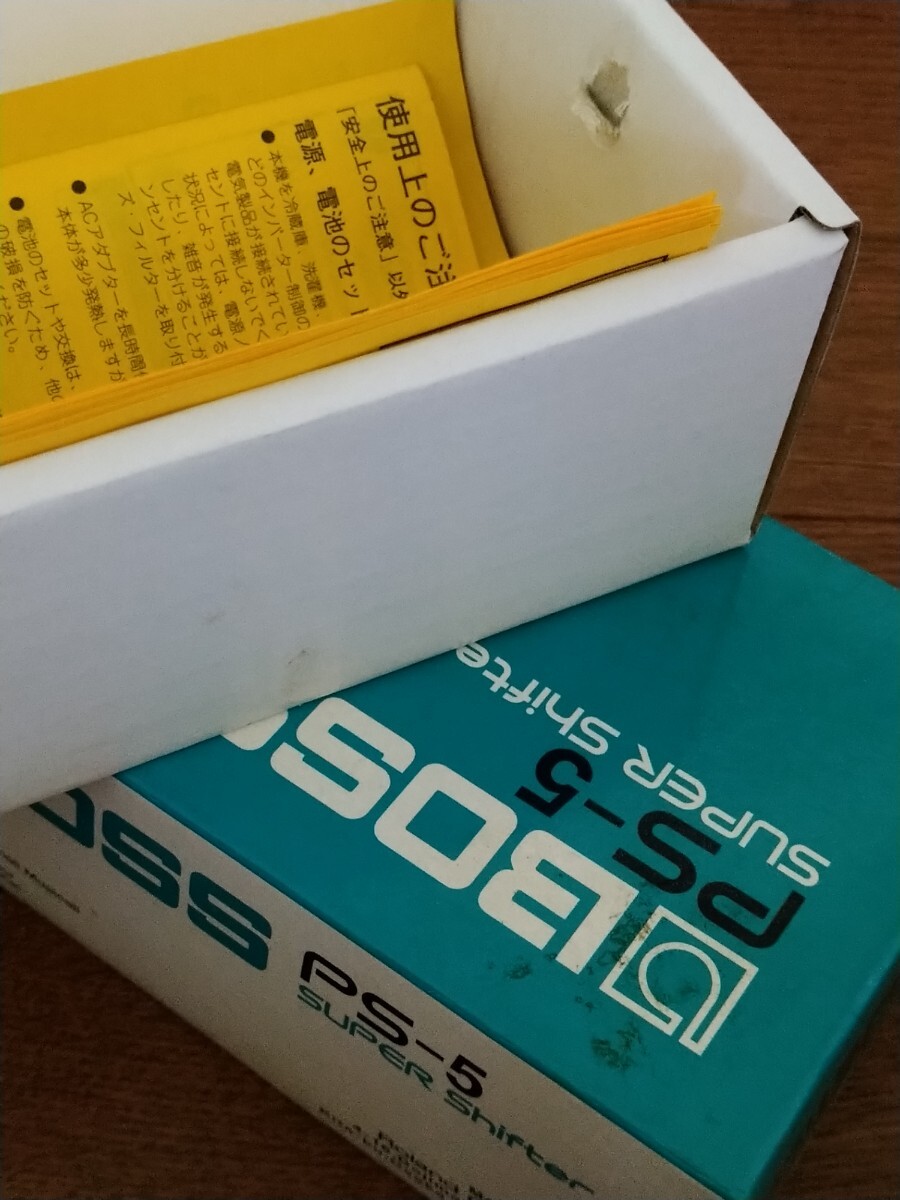 使用上のご注
「安全上のご注意」以外
電源、電池のセット
● 本機を冷蔵庫、洗濯機、
どのインバーター制御の
電気製品が接続されてい
セントに接続しないでく
状況によっては、電源ノ
したり、雑音が発生する
ンセントを分けることが
ズ・フィルターを取り付
● ACアダプターを長時間
本体が多少発熱しますが
● 電池のセットや交換は、
の破損を防ぐため、他の
ください。
BOSS
PS-5
SUPER Shifte
OSS
PS-5
SUPER Shifter
Roland